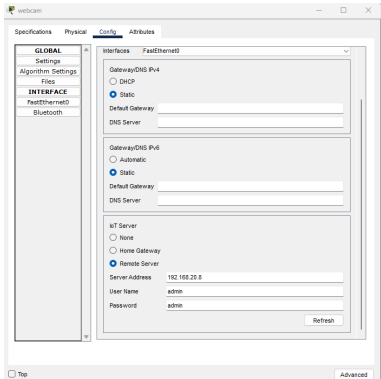 webcam
Specifications Physical Config Attributes
GLOBAL
Settings
Algorithm Settings
Files
INTERFACE
FastEthernet0
Bluetooth
Interfaces FastEthernet0
Gateway/DNS IPv4
DHCP
Static
Default Gateway
DNS Server
Gateway/DNS IPv6
Automatic
Static
Default Gateway
DNS Server
IoT Server
None
Home Gateway
Remote Server
Server Address 192.168.20.8
User Name admin
Password admin
Refresh
Top
Advanced